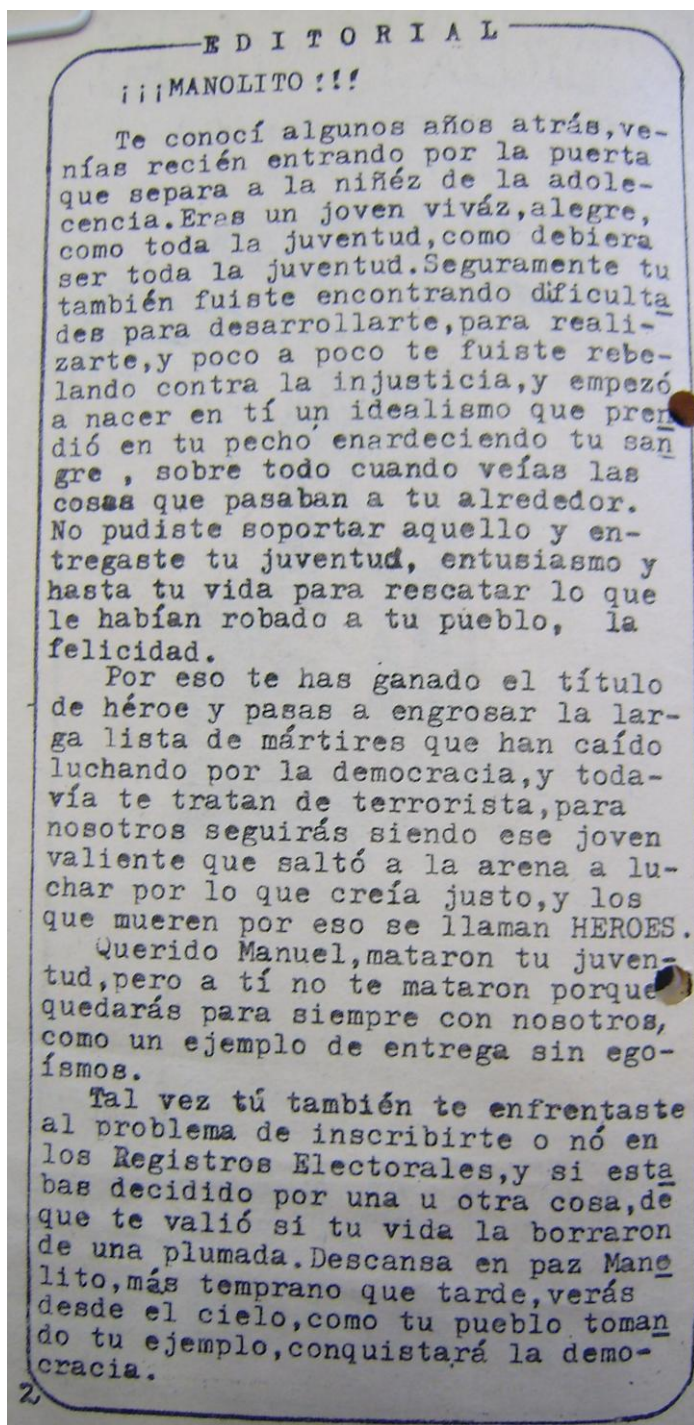 EDITORIAL
¡¡¡MANOLITO!!!
Te conocí algunos años atrás,ve-
nías recién entrando por la puerta
que separa a la niñéz de la adole-
cencia.Eras un joven viváz,alegre,
como toda la juventud,como debiera
ser toda la juventud.Seguramente tu
también fuiste encontrando dificulta
des para desarrollarte,para reali-
zarte,y poco a poco te fuiste rebe-
lando contra la injusticia,y empezó
a nacer en tí un idealismo que pren
dió en tu pecho enardeciendo tu san
gre , sobre todo cuando veías las
cosas que pasaban a tu alrededor.
No pudiste soportar aquello y en-
tregaste tu juventud, entusiasmo y
hasta tu vida para rescatar lo que
le habían robado a tu pueblo, la
felicidad.
Por eso te has ganado el título
de héroe y pasas a engrosar la lar-
ga lista de mártires que han caído
luchando por la democracia,y toda-
vía te tratan de terrorista,para
nosotros seguirás siendo ese joven
valiente que saltó a la arena a lu-
char por lo que creía justo,y los
que mueren por eso se llaman HEROES.
Querido Manuel,mataron tu juven-
tud,pero a tí no te mataron porque
quedarás para siempre con nosotros,
como un ejemplo de entrega sin ego-
ísmos.
Tal vez tú también te enfrentaste
al problema de inscribirte o nó en
los Registros Electorales,y si esta
bas decidido por una u otra cosa,de
que te valió si tu vida la borraron
de una plumada.Descansa en paz Mano
lito,más temprano que tarde,verás
desde el cielo,como tu pueblo toman
do tu ejemplo,conquistará la demo-
cracia.
2